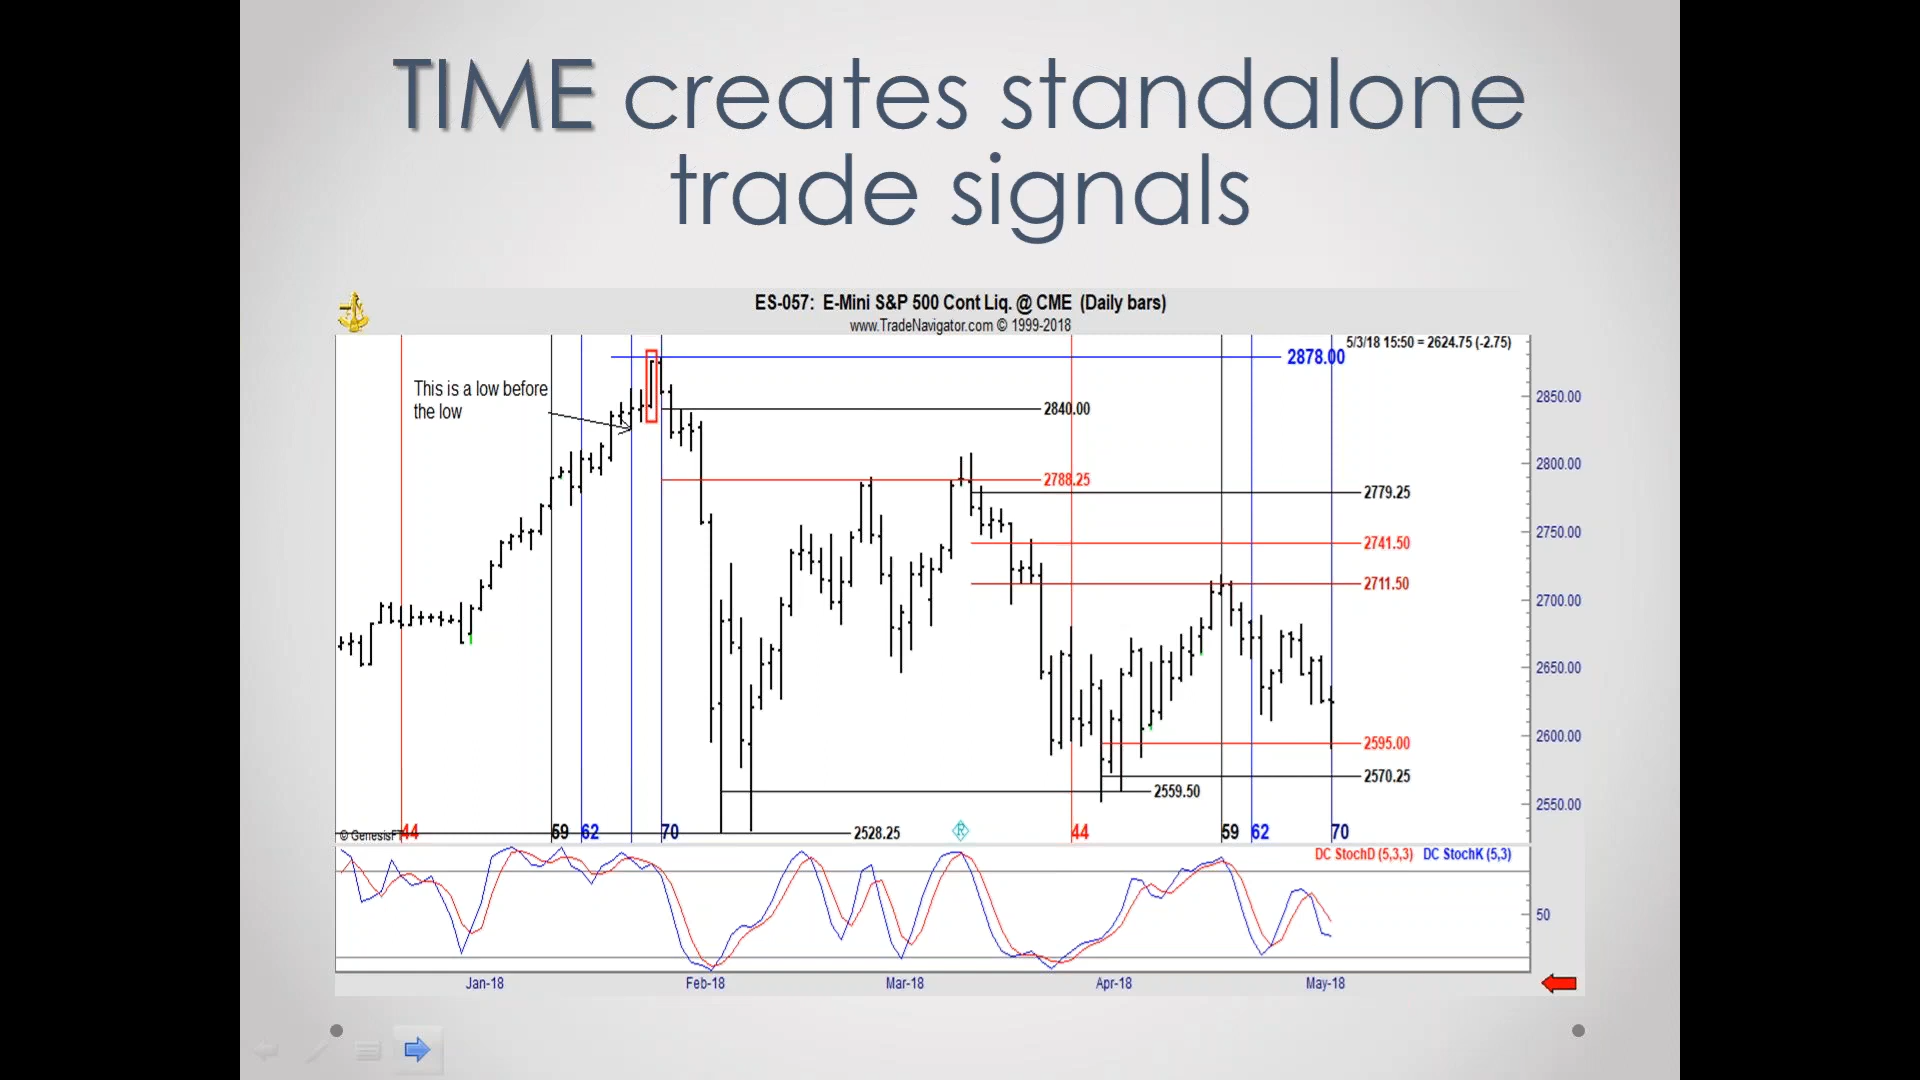 TIME creates standalone
trade signals
ES-057: E-Mini S&P 500 Cont Liq. @ CME (Daily bars)
www.TradeNavigator.com © 1999-2018
5/3/18 15:50 = 2624.75 (-2.75)
2878.00
This is a low before
the low
2850.00
2840.00
2800.00
2788.25
2779.25
2750.00
2741.50
2711.50
2700.00
2650.00
2600.00
2595.00
2570.25
2559.50
2550.00
© GenesisFT
44 59 62 70 2528.25 R 44 59 62 70
DC StochD (5,3,3) DC StochK (5,3)
50
Jan-18 Feb-18 Mar-18 Apr-18 May-18